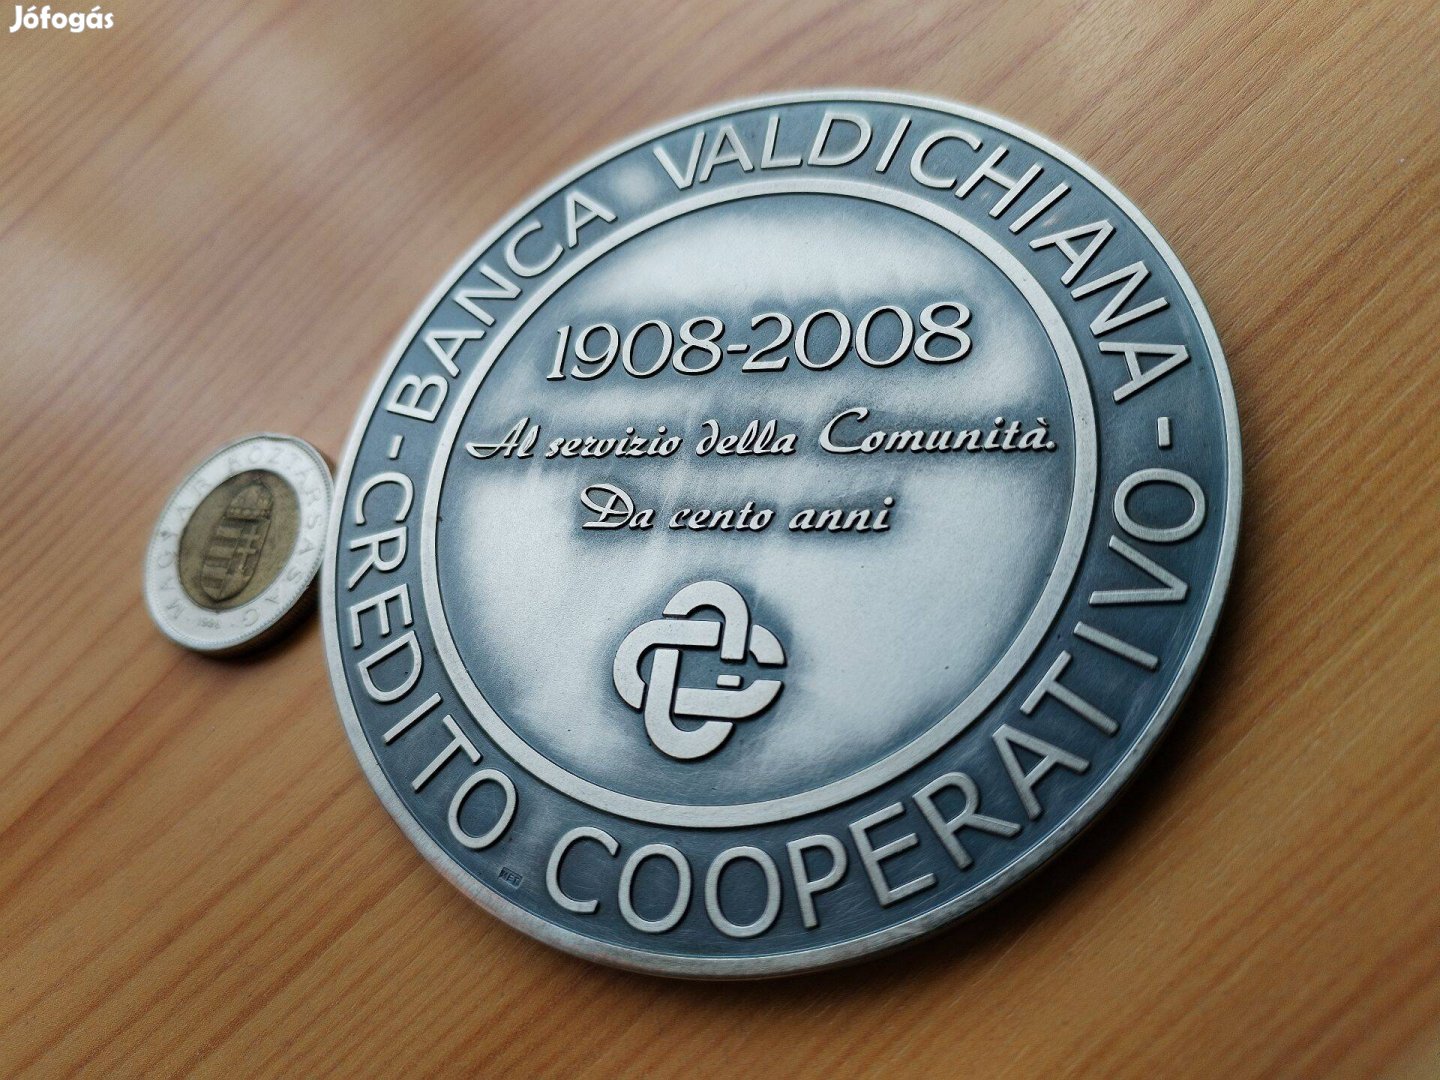 Jófogás
BANCA VALDICHIANA
1908-2008
Al servizio della Comunità.
Da cento anni
- CREDITO COOPERATIVO -
MAGYAR KÖZTÁRSASÁG